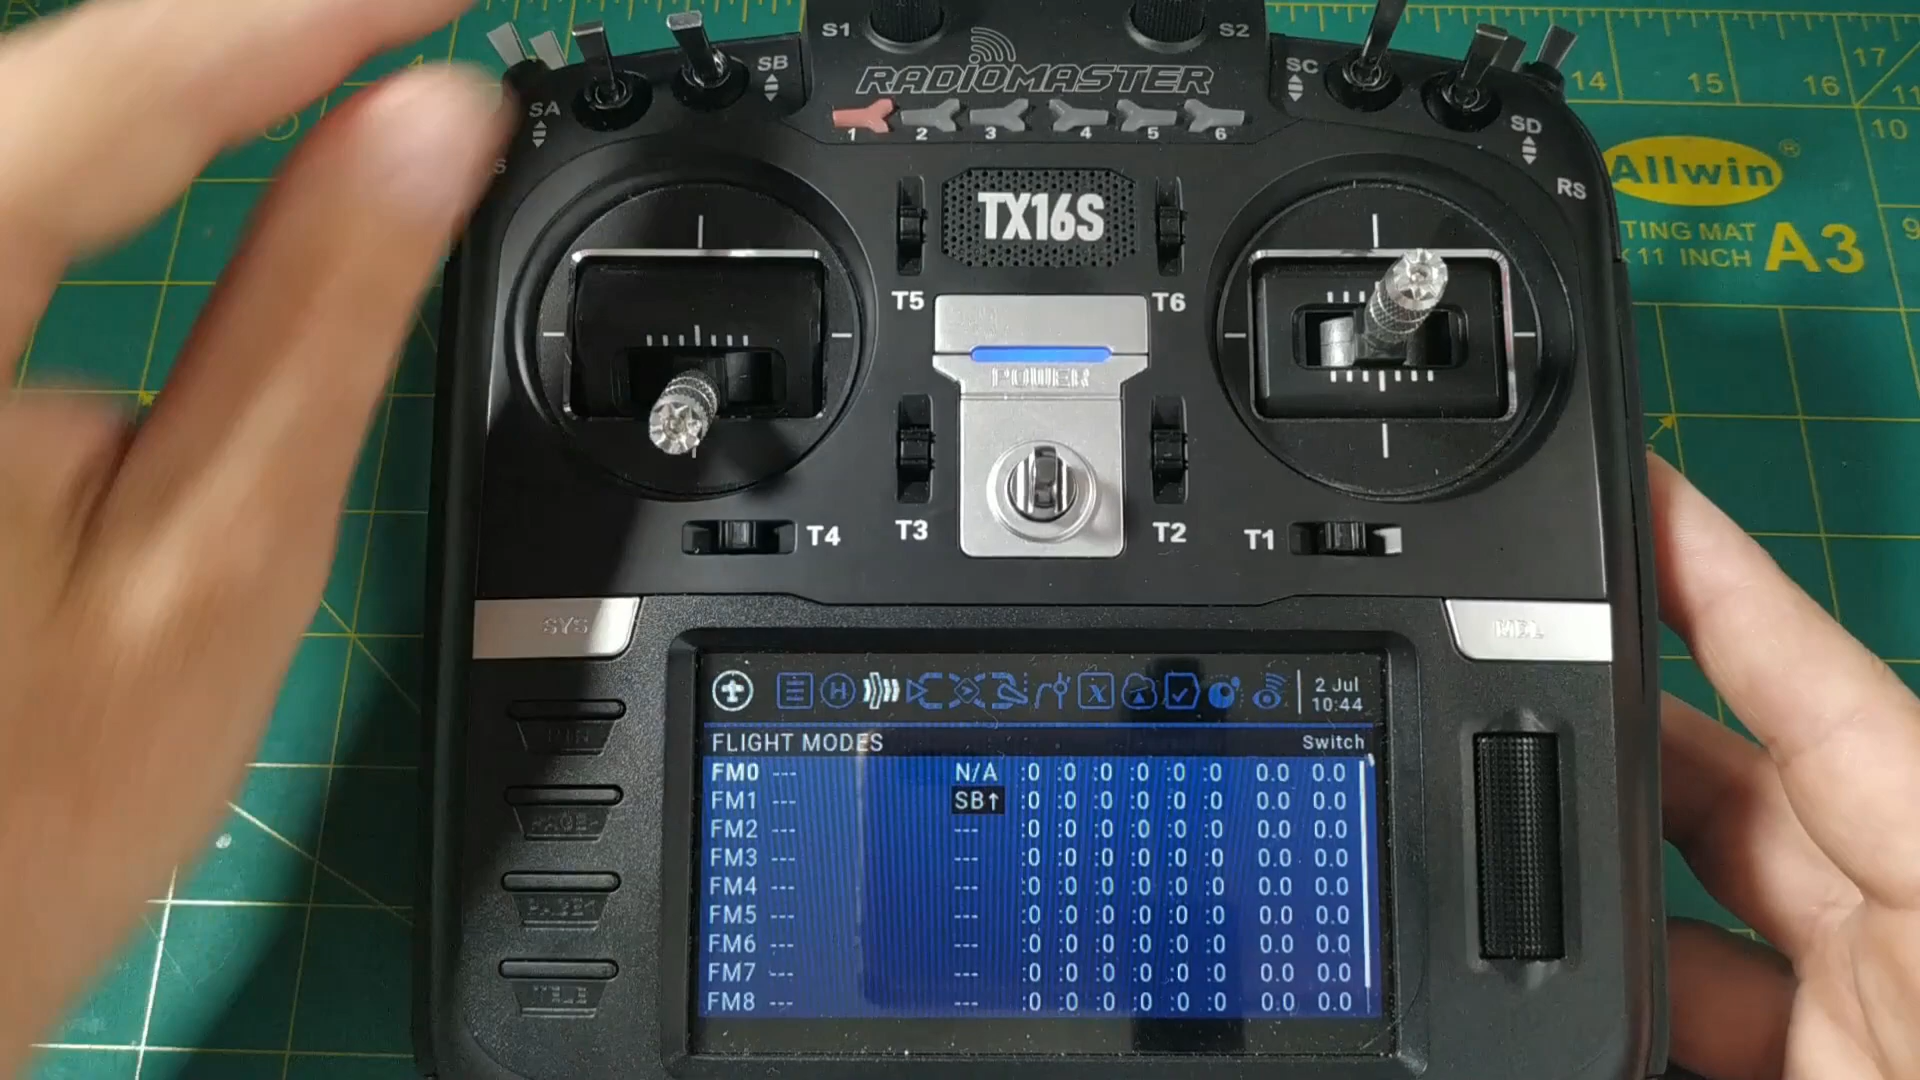 S1
S2
RADIOMASTER
SA
SB
SC
SD
S
RS
1 2 3 4 5 6
TX16S
T5
T6
POWER
T3
T2
T4
T1
SYS
MDL
PAGE
TELE
2 Jul
10:44
FLIGHT MODES Switch
FM0 --- N/A :0 :0 :0 :0 :0 :0 0.0 0.0
FM1 --- SB↑ :0 :0 :0 :0 :0 :0 0.0 0.0
FM2 --- --- :0 :0 :0 :0 :0 :0 0.0 0.0
FM3 --- --- :0 :0 :0 :0 :0 :0 0.0 0.0
FM4 --- --- :0 :0 :0 :0 :0 :0 0.0 0.0
FM5 --- --- :0 :0 :0 :0 :0 :0 0.0 0.0
FM6 --- --- :0 :0 :0 :0 :0 :0 0.0 0.0
FM7 --- --- :0 :0 :0 :0 :0 :0 0.0 0.0
FM8 --- --- :0 :0 :0 :0 :0 :0 0.0 0.0
14 15 16 17
10
Allwin®
TING MAT
11 INCH
A3